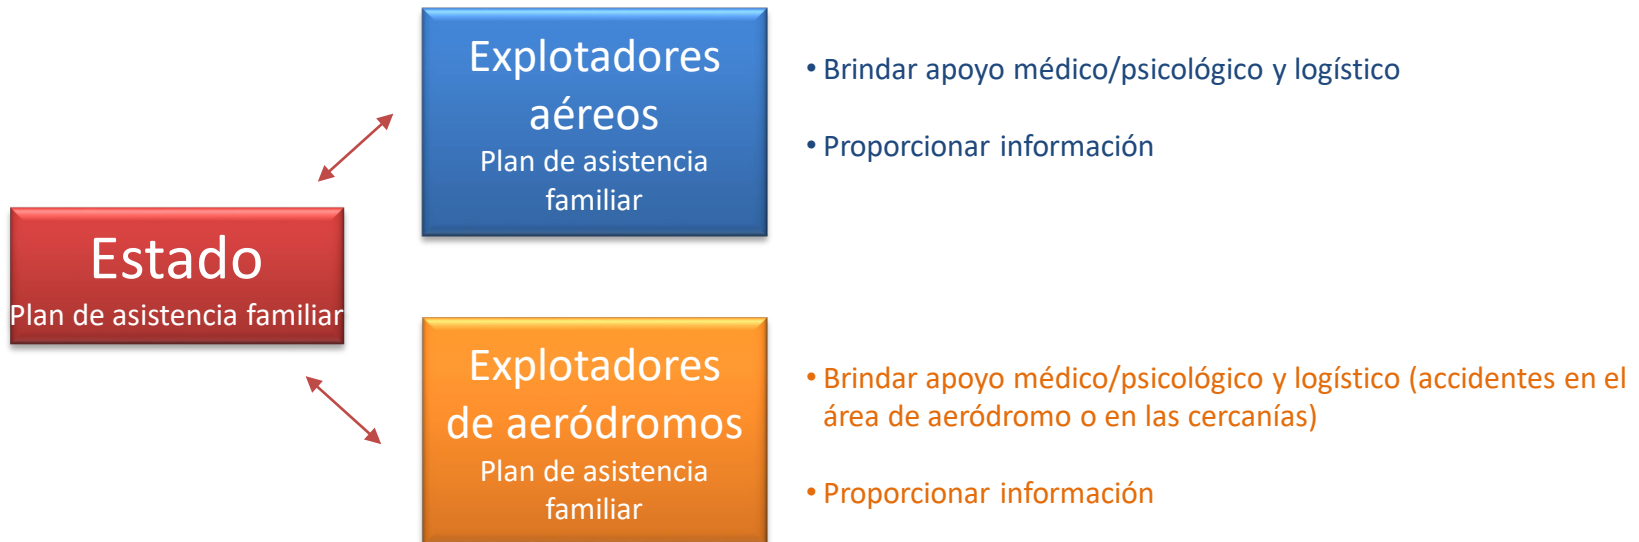 Estado
Plan de asistencia familiar
Explotadores
aéreos
Plan de asistencia
familiar
• Brindar apoyo médico/psicológico y logístico
• Proporcionar información
Explotadores
de aeródromos
Plan de asistencia
familiar
• Brindar apoyo médico/psicológico y logístico (accidentes en el
área de aeródromo o en las cercanías)
• Proporcionar información